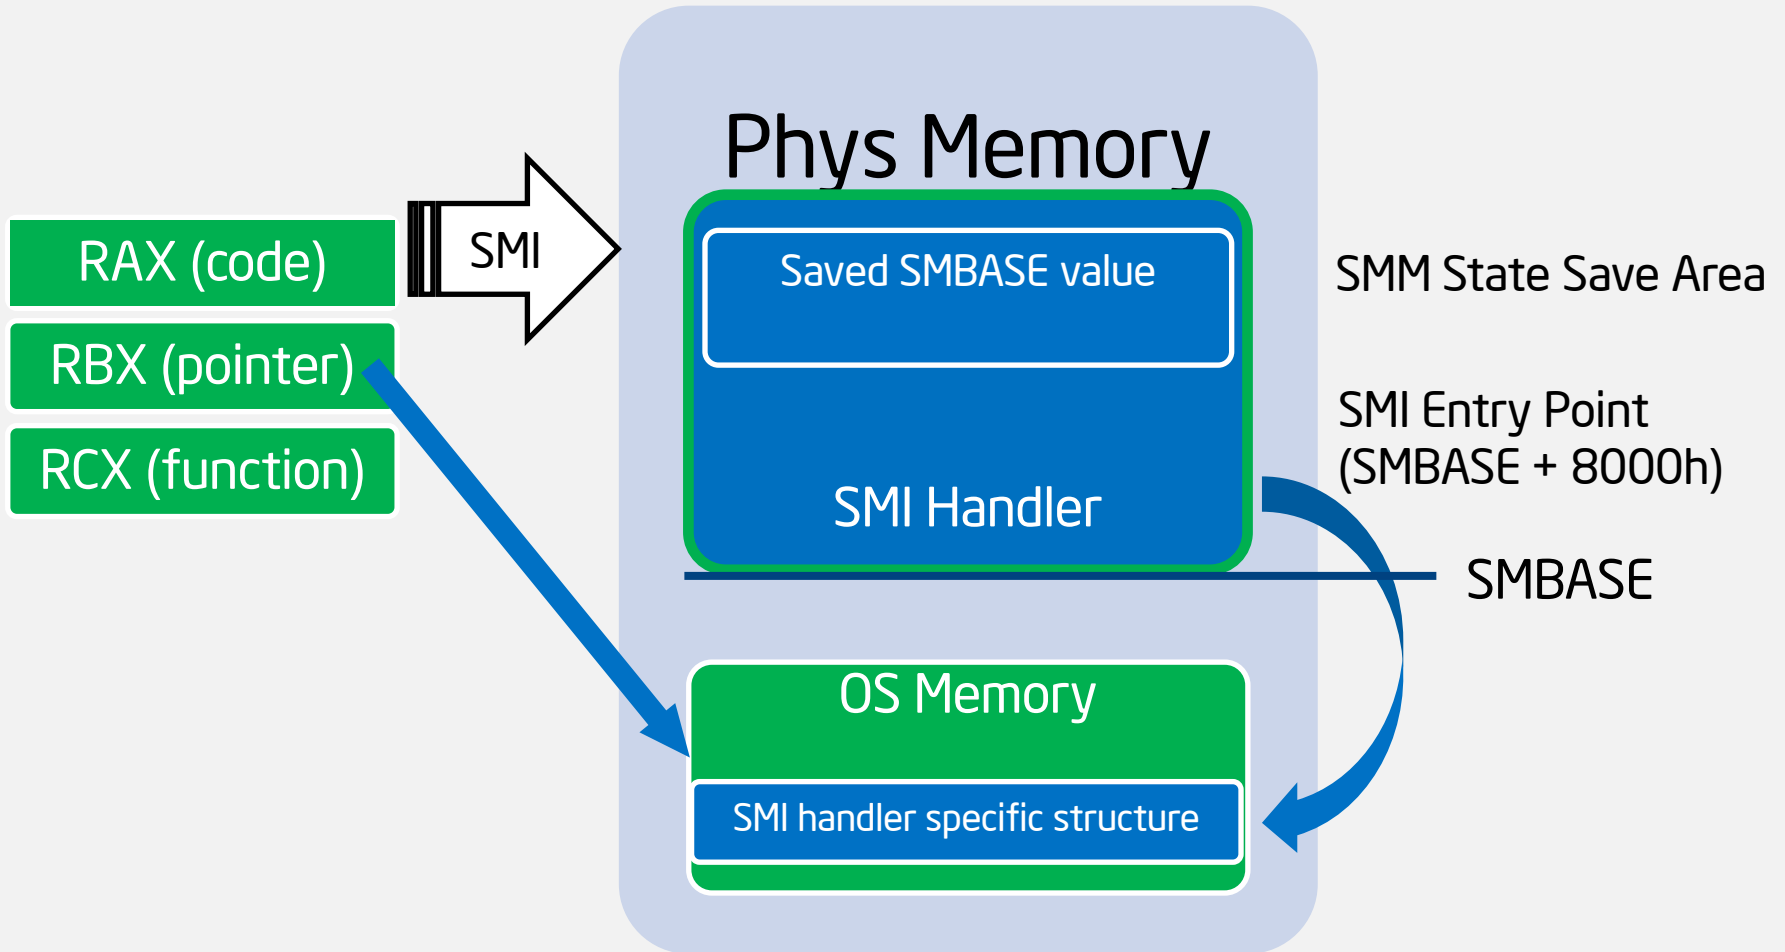 Phys Memory
RAX (code)
SMI
RBX (pointer)
RCX (function)
Saved SMBASE value
SMM State Save Area
SMI Entry Point
(SMBASE + 8000h)
SMI Handler
SMBASE
OS Memory
SMI handler specific structure